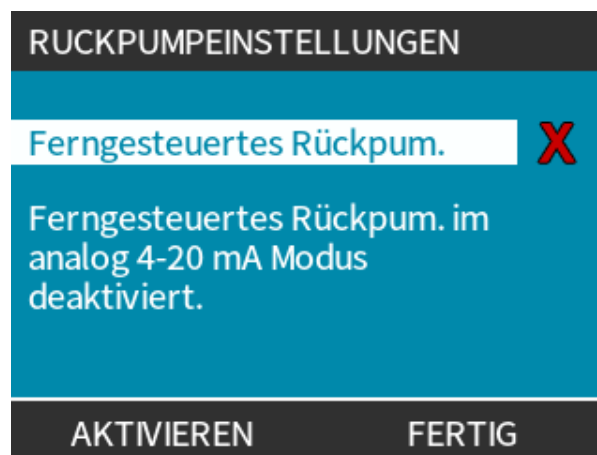 RUCKPUMPEINSTELLUNGEN
Ferngesteuertes Rückpum.
X
Ferngesteuertes Rückpum. im
analog 4-20 mA Modus
deaktiviert.
AKTIVIEREN FERTIG